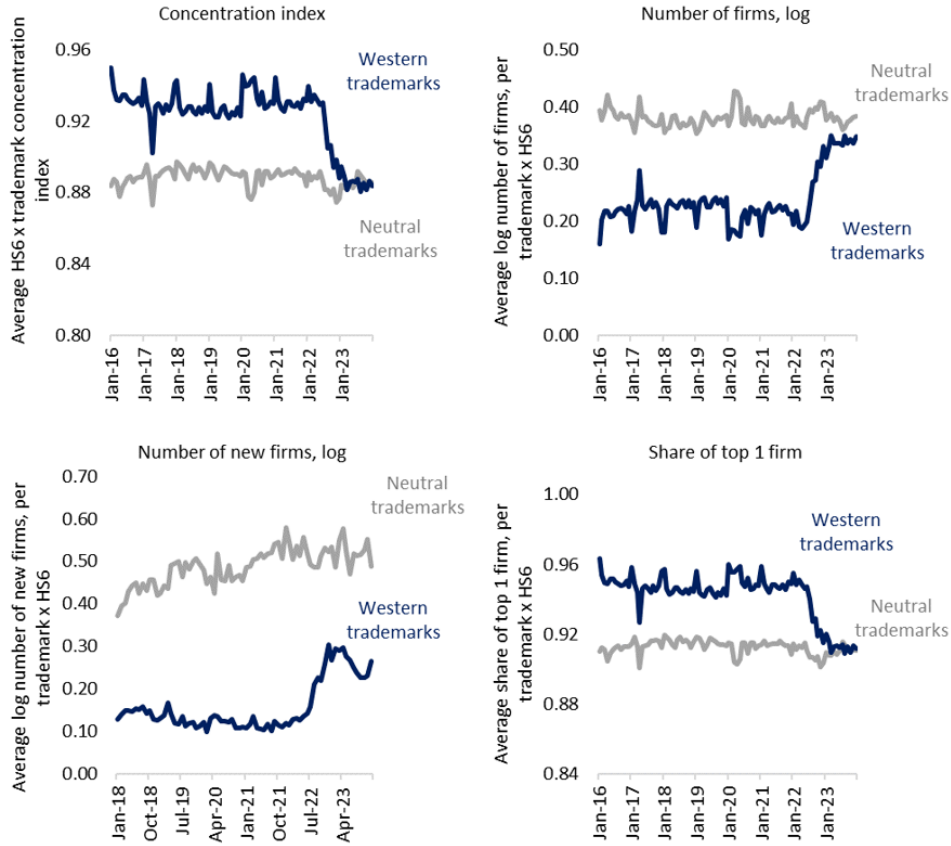 Concentration index
Average HS6 x trademark concentration
index
0.96
0.92
0.88
0.84
0.80
Western
trademarks
Neutral
trademarks
Jan-16
Jan-17
Jan-18
Jan-19
Jan-20
Jan-21
Jan-22
Jan-23
Number of firms, log
Average log number of firms, per
trademark x HS6
0.50
0.40
0.30
0.20
0.10
0.00
Neutral
trademarks
Western
trademarks
Jan-16
Jan-17
Jan-18
Jan-19
Jan-20
Jan-21
Jan-22
Jan-23
Number of new firms, log
Average log number of new firms, per
trademark x HS6
0.70
0.60
0.50
0.40
0.30
0.20
0.10
0.00
Neutral
trademarks
Western
trademarks
Jan-18
Oct-18
Jul-19
Apr-20
Jan-21
Oct-21
Jul-22
Apr-23
Share of top 1 firm
Average share of top 1 firm, per
trademark x HS6
1.00
0.96
0.92
0.88
0.84
Western
trademarks
Neutral
trademarks
Jan-16
Jan-17
Jan-18
Jan-19
Jan-20
Jan-21
Jan-22
Jan-23